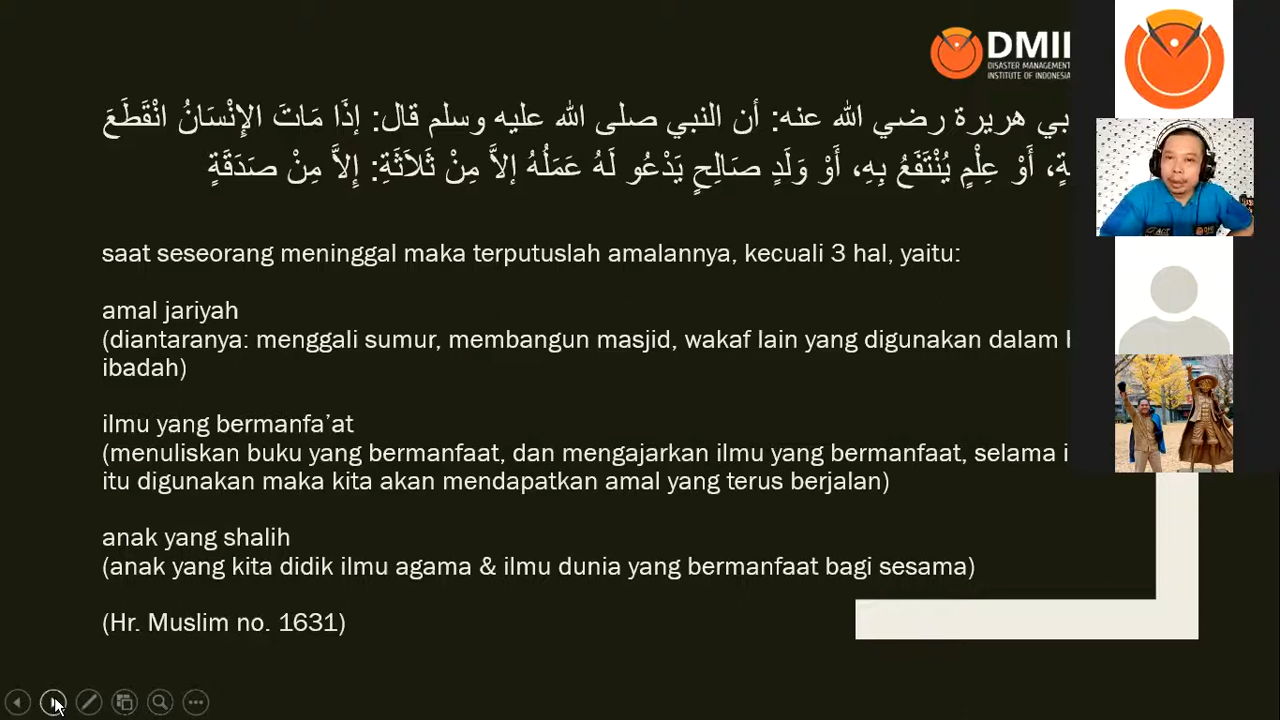 DMII
DISASTER MANAGEMENT
INSTITUTE OF INDONESIA
بي هريرة رضي الله عنه: أن النبي صلى الله عليه وسلم قال: إذَا مَاتَ الإنْسَانُ انْقَطَعَ
ةٍ، أَوْ عِلْمٍ يُنْتَفَعُ بِهِ، أَوْ وَلَدٍ صَالِحٍ يَدْعُو لَهُ عَمَلُهُ إلاَّ مِنْ ثَلاَثَةِ: إِلاَّ مِنْ صَدَقَةٍ
saat seseorang meninggal maka terputuslah amalannya, kecuali 3 hal, yaitu:
amal jariyah
(diantaranya: menggali sumur, membangun masjid, wakaf lain yang digunakan dalam
ibadah)
ilmu yang bermanfa’at
(menuliskan buku yang bermanfaat, dan mengajarkan ilmu yang bermanfaat, selama i
itu digunakan maka kita akan mendapatkan amal yang terus berjalan)
anak yang shalih
(anak yang kita didik ilmu agama & ilmu dunia yang bermanfaat bagi sesama)
(Hr. Muslim no. 1631)